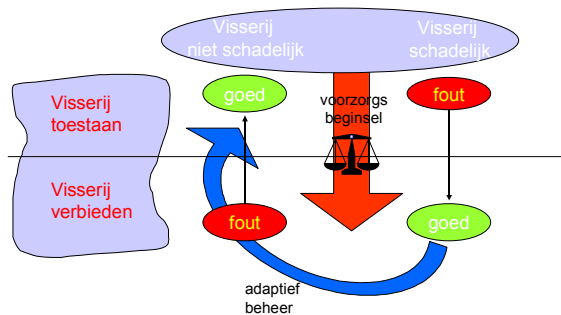 Visserij
niet schadelijk
Visserij
schadelijk
goed
voorzorgs
beginsel
fout
Visserij
toestaan
Visserij
verbieden
fout
goed
adaptief
beheer